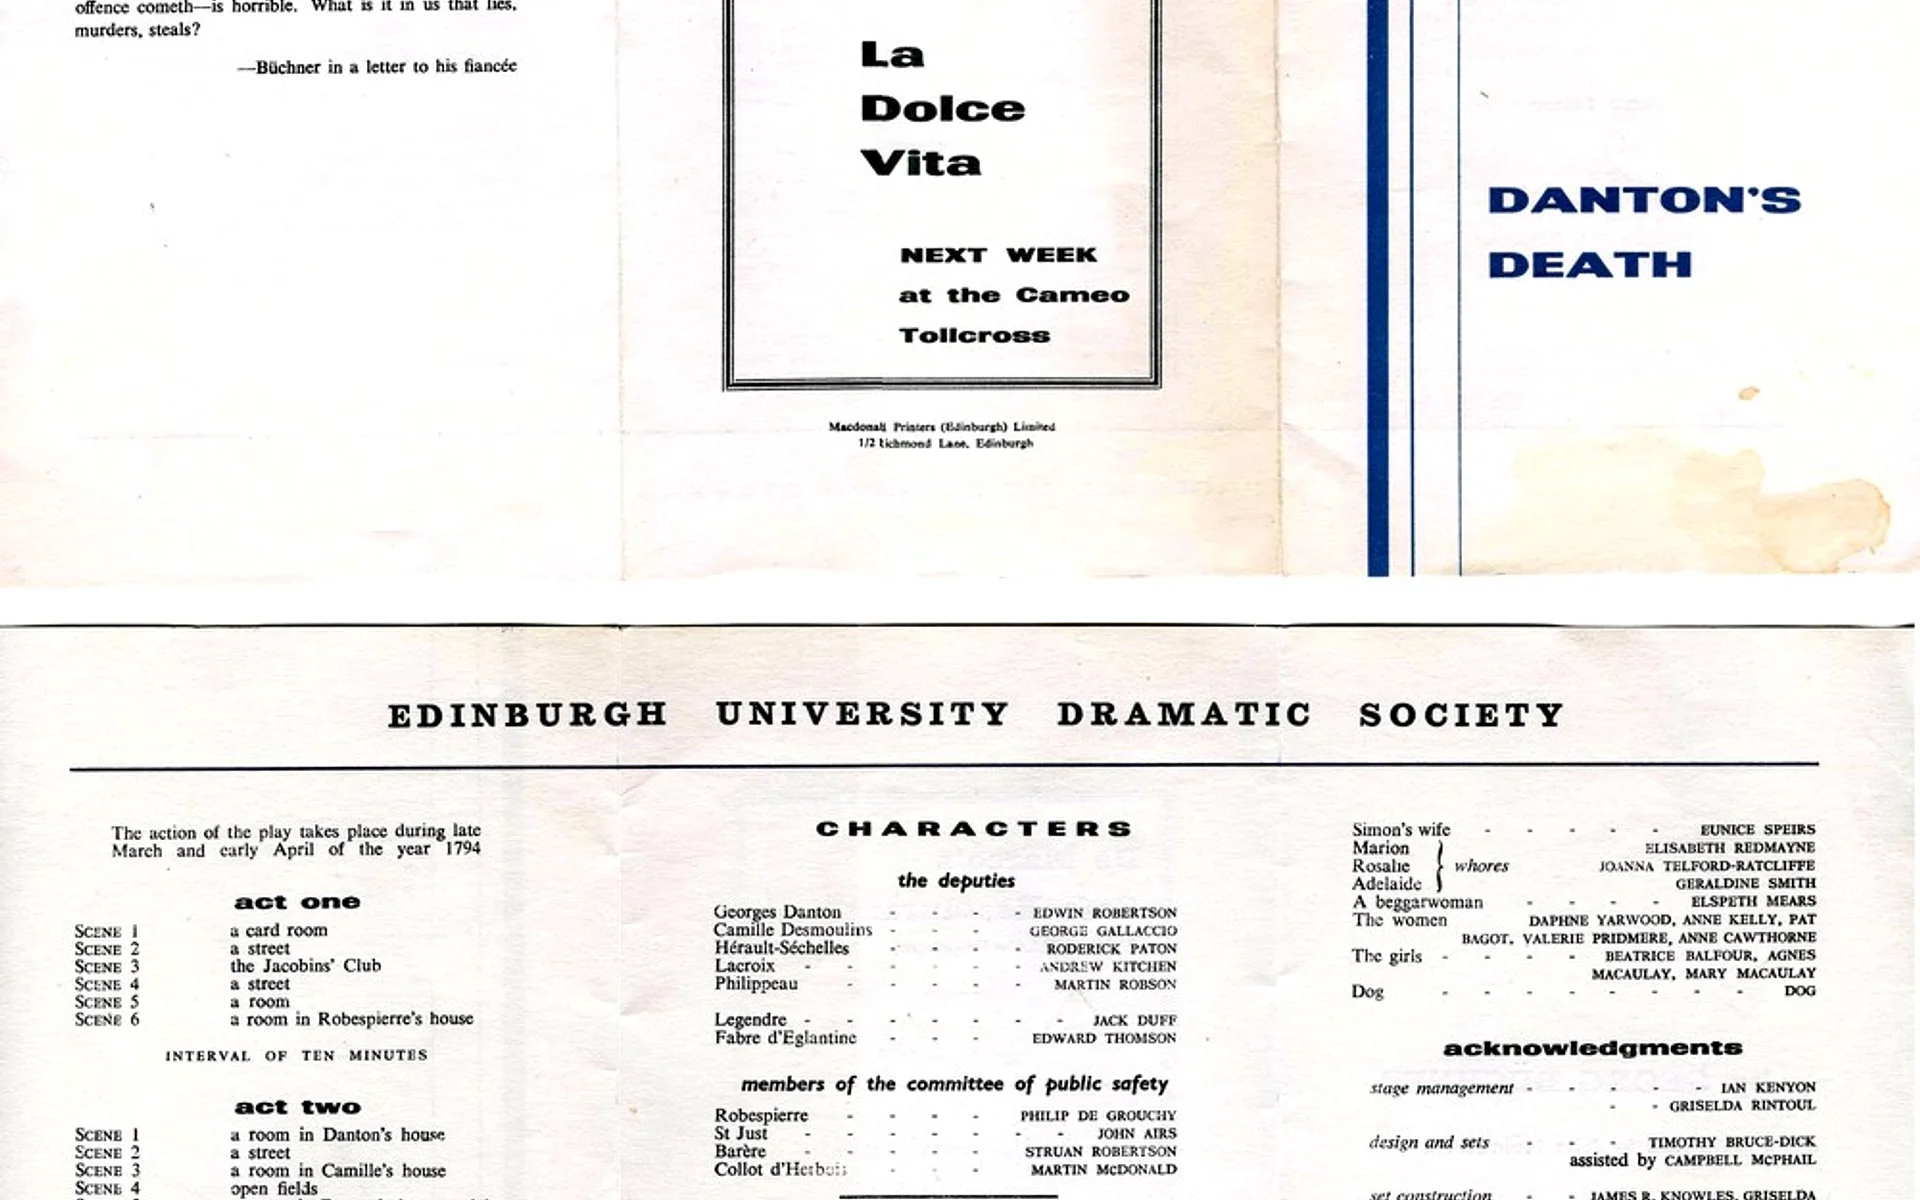 offence cometh—is horrible. What is it in us that lies,
murders, steals?
—Büchner in a letter to his fiancée
La
Dolce
Vita
NEXT WEEK
at the Cameo
Tollcross
Macdonald Printers (Edinburgh) Limited
1/2 Richmond Lane, Edinburgh
DANTON'S
DEATH
EDINBURGH UNIVERSITY DRAMATIC SOCIETY
The action of the play takes place during late
March and early April of the year 1794
act one
SCENE 1 a card room
SCENE 2 a street
SCENE 3 the Jacobins' Club
SCENE 4 a street
SCENE 5 a room
SCENE 6 a room in Robespierre's house
INTERVAL OF TEN MINUTES
act two
SCENE 1 a room in Danton's house
SCENE 2 a street
SCENE 3 a room in Camille's house
SCENE 4 open fields
CHARACTERS
the deputies
Georges Danton - - - - EDWIN ROBERTSON
Camille Desmoulins - - - - GEORGE GALLACCIO
Hérault-Séchelles - - - - RODERICK PATON
Lacroix - - - - - - ANDREW KITCHEN
Philippeau - - - - - MARTIN ROBSON
Legendre - - - - - - - JACK DUFF
Fabre d'Eglantine - - - - EDWARD THOMSON
members of the committee of public safety
Robespierre - - - - PHILIP DE GROUCHY
St Just - - - - - - - JOHN AIRS
Barère - - - - - STRUAN ROBERTSON
Collot d'Herbois - - - MARTIN McDONALD
Simon's wife - - - - - EUNICE SPEIRS
Marion ELISABETH REDMAYNE
Rosalie whores JOANNA TELFORD-RATCLIFFE
Adelaide GERALDINE SMITH
A beggarwoman - - - - ELSPETH MEARS
The women DAPHNE YARWOOD, ANNE KELLY, PAT
BAGOT, VALERIE PRIDMERE, ANNE CAWTHORNE
The girls - - - - BEATRICE BALFOUR, AGNES
MACAULAY, MARY MACAULAY
Dog - - - - - - - - DOG
acknowledgments
stage management - - - - - IAN KENYON
- - GRISELDA RINTOUL
design and sets - - - TIMOTHY BRUCE-DICK
assisted by CAMPBELL McPHAIL
set construction - - JAMES R. KNOWLES, GRISELDA